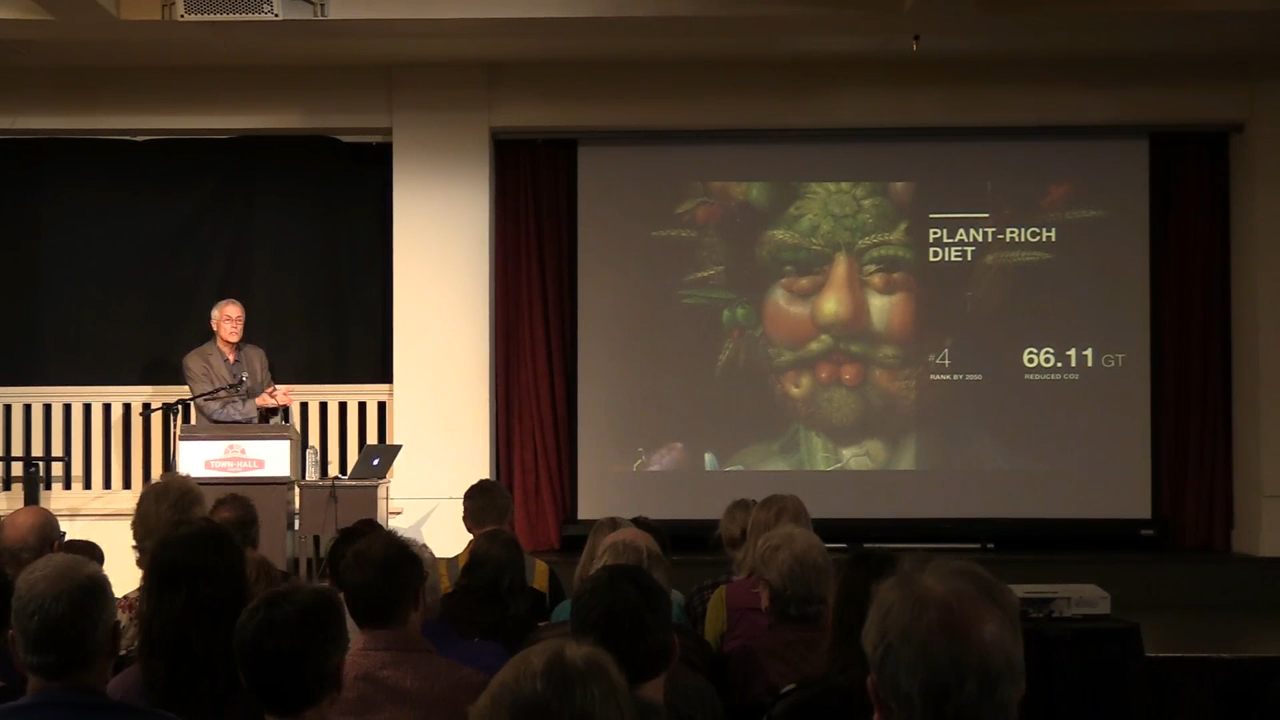 PLANT-RICH
DIET
#4
RANK BY 2050
66.11 GT
REDUCED CO2
TOWN HALL